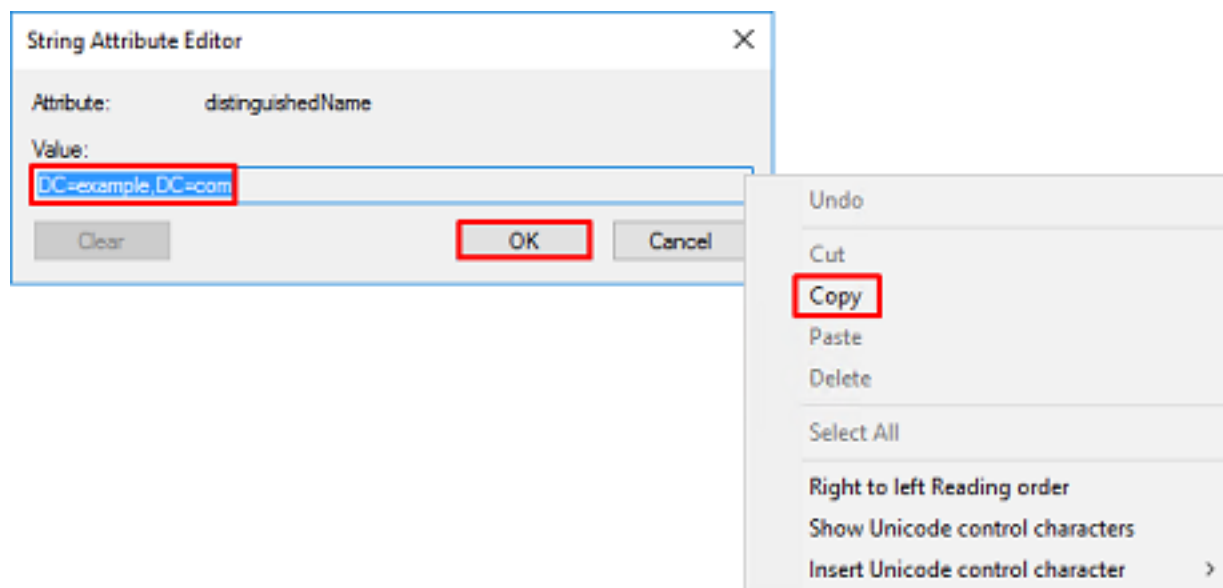 String Attribute Editor
Attribute: distinguishedName
Value:
DC=example,DC=com
Clear OK Cancel
Undo
Cut
Copy
Paste
Delete
Select All
Right to left Reading order
Show Unicode control characters
Insert Unicode control character